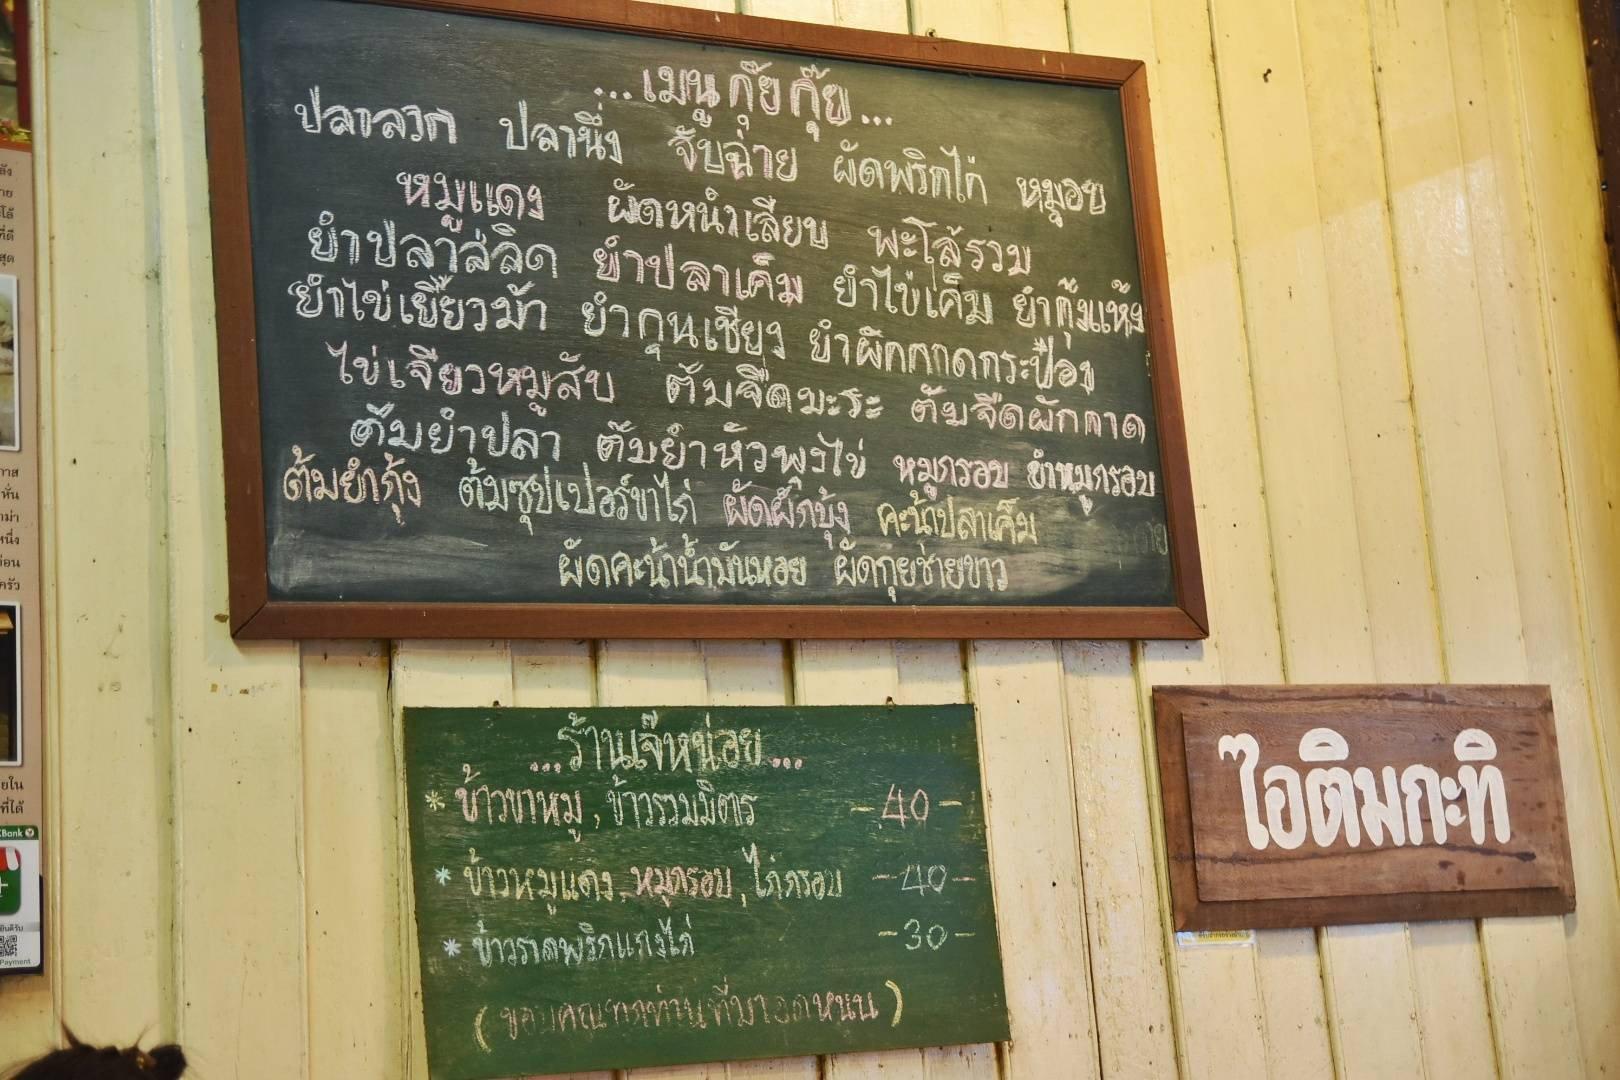 ...เมนูกุ๊ยกุ๊ย...
ปลาลวก ปลานึ่ง จับฉ่าย ผัดพริกไก่ หมูอบ
หมูแดง ผัดหนำเลียบ พะโล้รวม
ยำปลาสลิด ยำปลาเค็ม ยำไข่เค็ม ยำกุ้งแห้ง
ยำไข่เยี่ยวม้า ยำกุนเชียง ยำผักกาดกระป๋อง
ไข่เจียวหมูสับ ต้มจืดมะระ ต้มจืดผักกาด
ต้มยำปลา ต้มยำหัวพุงไข่ หมูกรอบ ยำหมูกรอบ
ต้มยำกุ้ง ต้มซุปเปอร์ขาไก่ ผัดผักบุ้ง คะน้าปลาเค็ม
ผัดคะน้าน้ำมันหอย ผัดกุยช่ายขาว
...ร้านเจ๊หน่อย...
* ข้าวขาหมู, ข้าวรวมมิตร -40-
* ข้าวหมูแดง, หมูกรอบ, ไก่กรอบ -40-
* ข้าวราดพริกแกงไก่ -30-
(ขอบคุณทุกท่านที่มาอุดหนุน)
ไอติมกะทิ
KBank
Payment